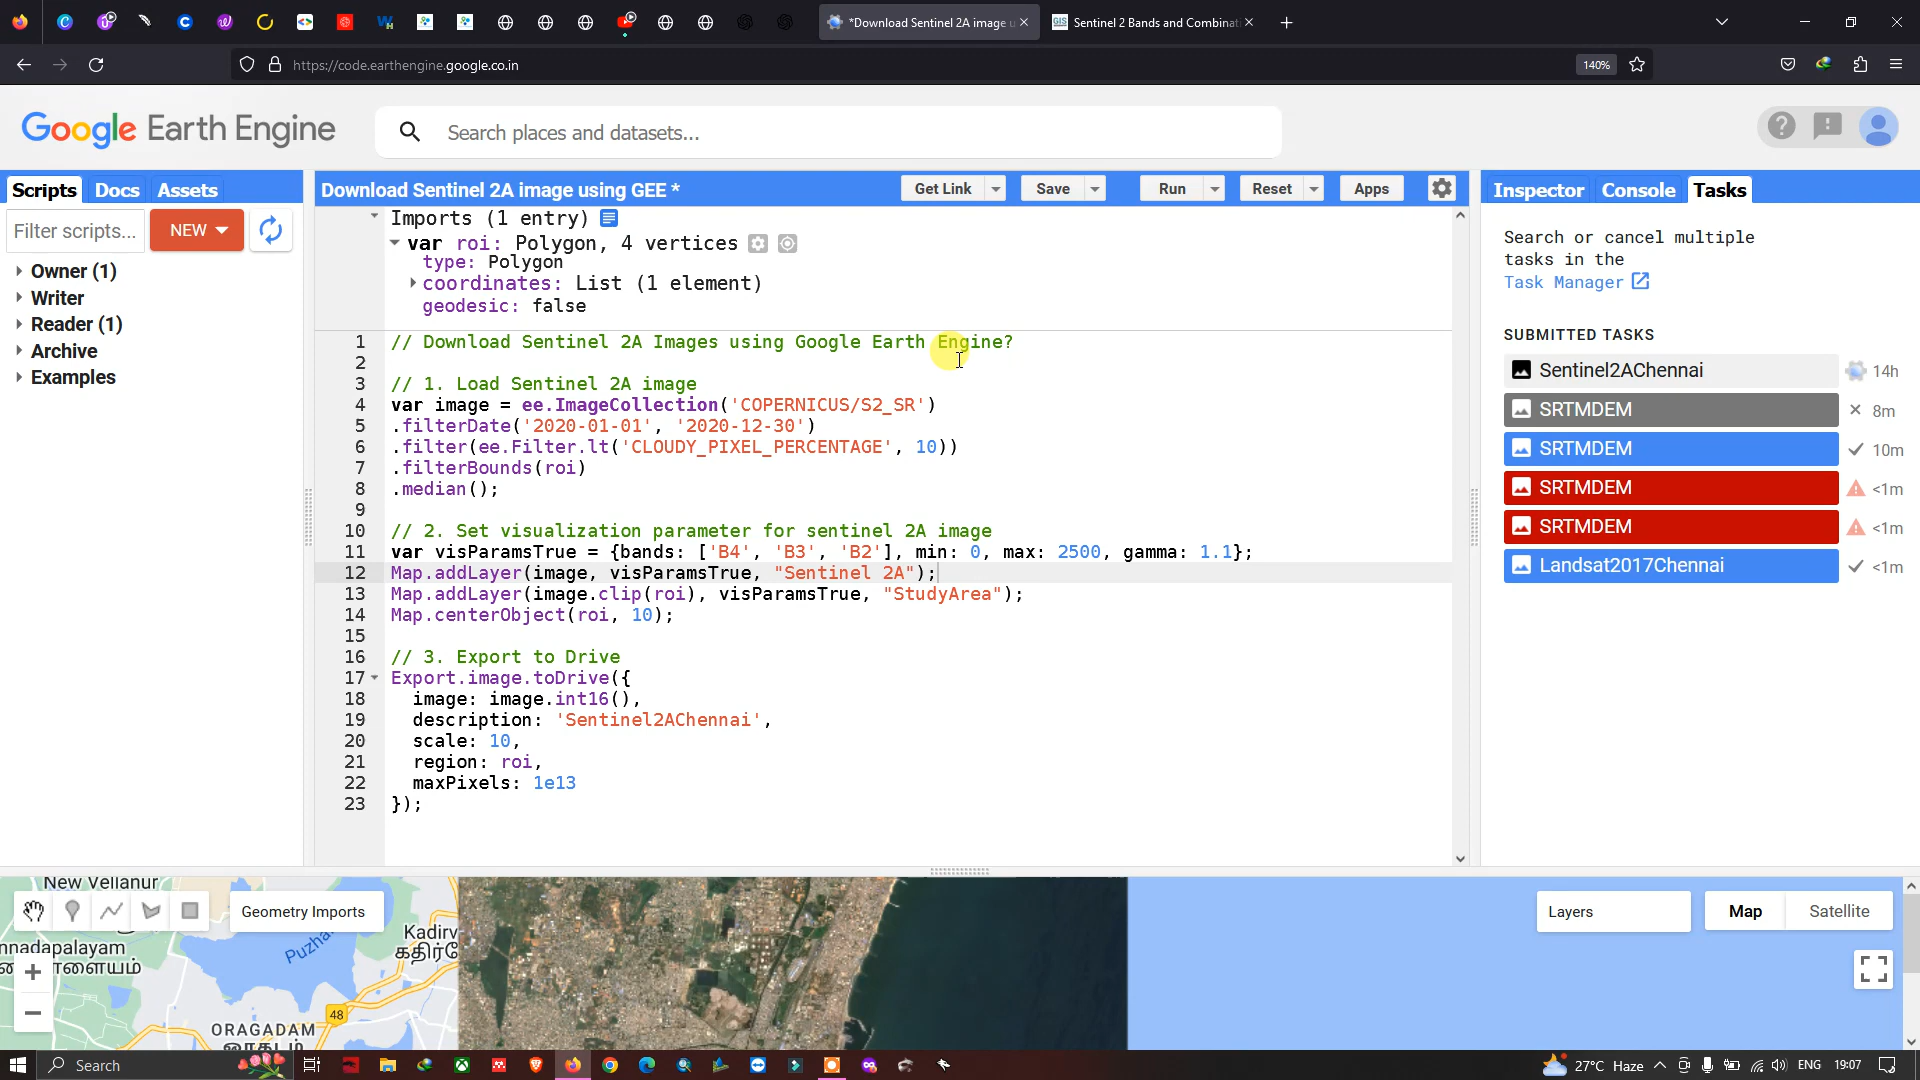 *Download Sentinel 2A image u
Sentinel 2 Bands and Combinati
https://code.earthengine.google.co.in
140%
Google Earth Engine
Search places and datasets...
Scripts Docs Assets
Download Sentinel 2A image using GEE *
Get Link
Save
Run
Reset
Apps
Inspector Console Tasks
Filter scripts...
NEW
Owner (1)
Writer
Reader (1)
Archive
Examples
Imports (1 entry)
var roi: Polygon, 4 vertices
type: Polygon
coordinates: List (1 element)
geodesic: false
1 // Download Sentinel 2A Images using Google Earth Engine?
2
3 // 1. Load Sentinel 2A image
4 var image = ee.ImageCollection('COPERNICUS/S2_SR')
5 .filterDate('2020-01-01', '2020-12-30')
6 .filter(ee.Filter.lt('CLOUDY_PIXEL_PERCENTAGE', 10))
7 .filterBounds(roi)
8 .median();
9
10 // 2. Set visualization parameter for sentinel 2A image
11 var visParamsTrue = {bands: ['B4', 'B3', 'B2'], min: 0, max: 2500, gamma: 1.1};
12 Map.addLayer(image, visParamsTrue, "Sentinel 2A");
13 Map.addLayer(image.clip(roi), visParamsTrue, "StudyArea");
14 Map.centerObject(roi, 10);
15
16 // 3. Export to Drive
17 Export.image.toDrive({
18 image: image.int16(),
19 description: 'Sentinel2AChennai',
20 scale: 10,
21 region: roi,
22 maxPixels: 1e13
23 });
Search or cancel multiple
tasks in the
Task Manager
SUBMITTED TASKS
Sentinel2AChennai 14h
SRTMDEM 8m
SRTMDEM 10m
SRTMDEM <1m
SRTMDEM <1m
Landsat2017Chennai <1m
New Vellanur
Geometry Imports
Layers
Map
Satellite
nnadapalayam
Puzha
Kadirv
+
−
48
ORAGADAM
Search
27°C Haze
ENG
19:07